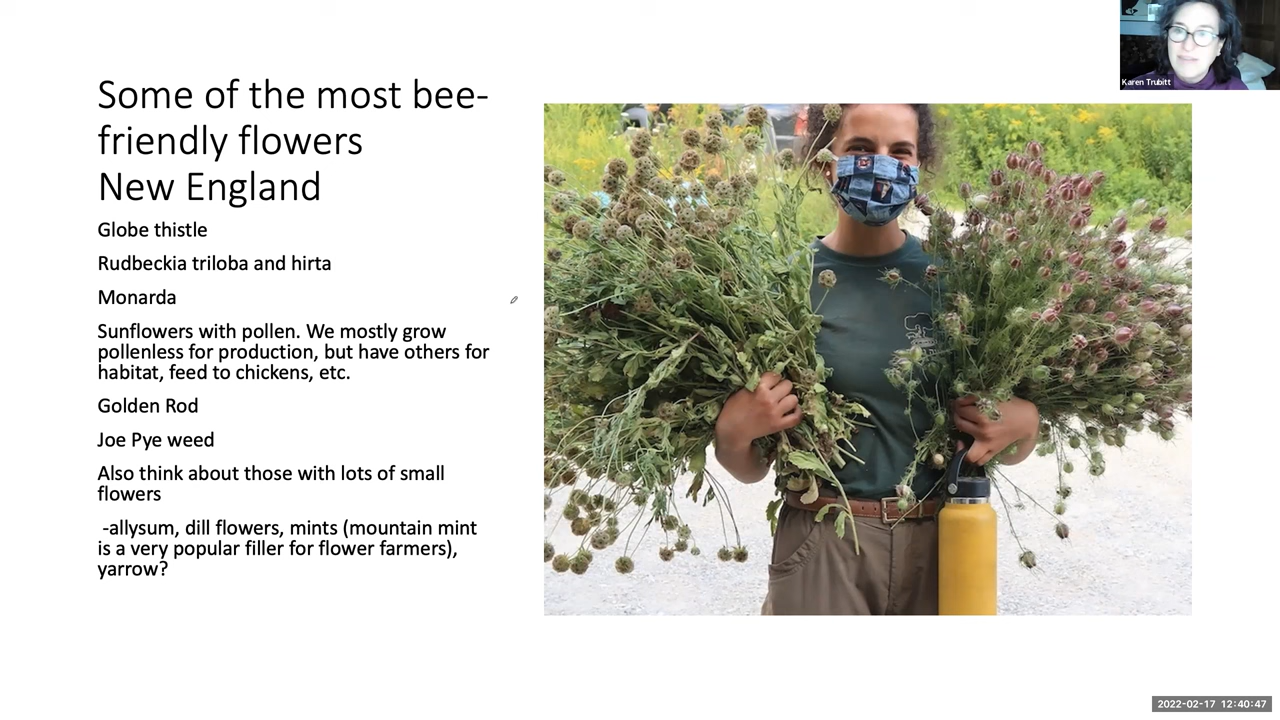 Karen Trubitt
Some of the most bee-
friendly flowers
New England
Globe thistle
Rudbeckia triloba and hirta
Monarda
Sunflowers with pollen. We mostly grow
pollenless for production, but have others for
habitat, feed to chickens, etc.
Golden Rod
Joe Pye weed
Also think about those with lots of small
flowers
-allysum, dill flowers, mints (mountain mint
is a very popular filler for flower farmers),
yarrow?
2022-02-17 12:40:47